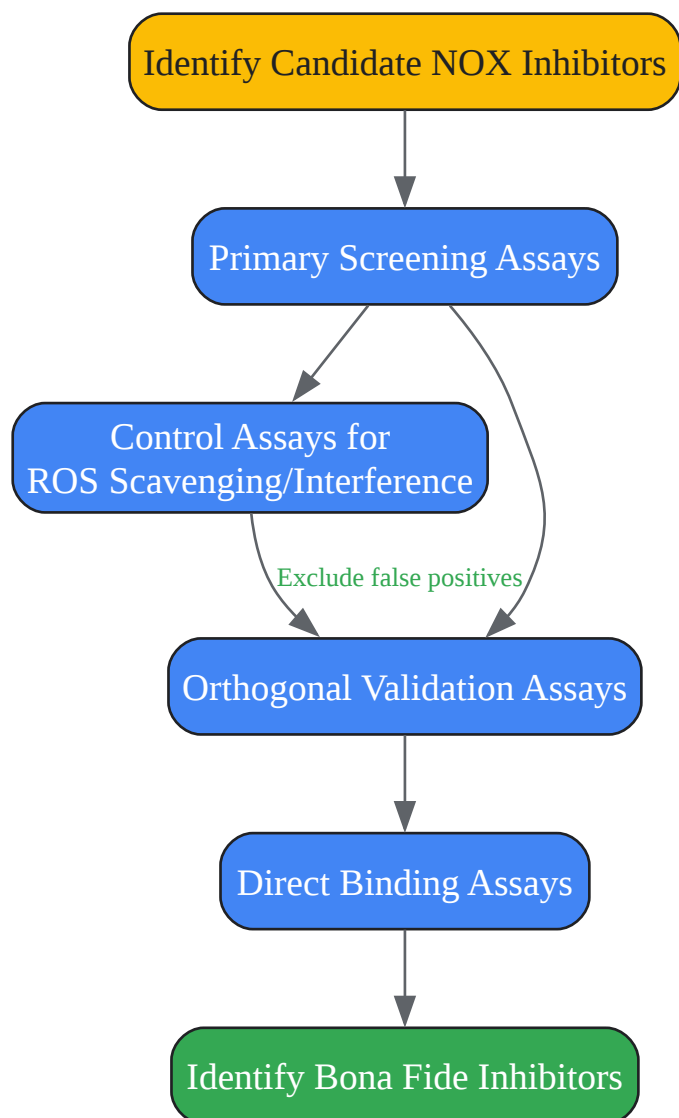 Identify Candidate NOX Inhibitors
Primary Screening Assays
Control Assays for
ROS Scavenging/Interference
Exclude false positives
Orthogonal Validation Assays
Direct Binding Assays
Identify Bona Fide Inhibitors